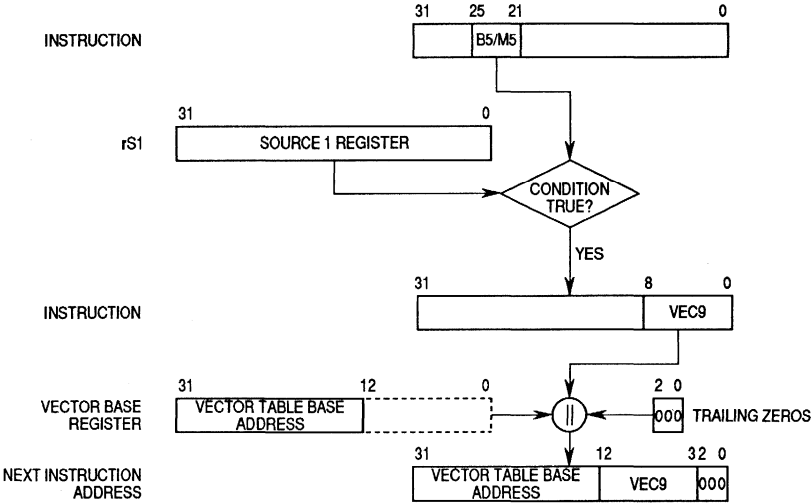 31 25 21 0
INSTRUCTION B5/M5
31 0
rS1 SOURCE 1 REGISTER
CONDITION
TRUE?
YES
31 8 0
INSTRUCTION VEC9
31 12 0 2 0
VECTOR BASE
REGISTER
VECTOR TABLE BASE
ADDRESS
||
000
TRAILING ZEROS
31 12 3 2 0
NEXT INSTRUCTION
ADDRESS
VECTOR TABLE BASE
ADDRESS
VEC9
000